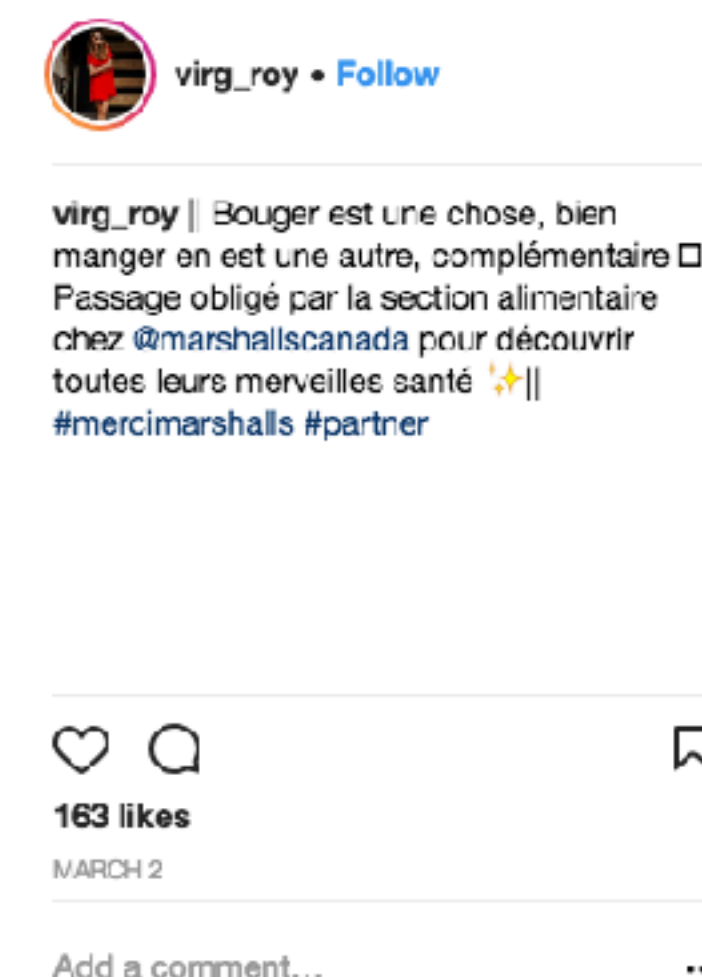 virg_roy • Follow
virg_roy || Bouger est une chose, bien
manger en est une autre, complémentaire □
Passage obligé par la section alimentaire
chez @marshallscanada pour découvrir
toutes leurs merveilles santé ✨||
#mercimarshalls #partner
163 likes
MARCH 2
Add a comment...